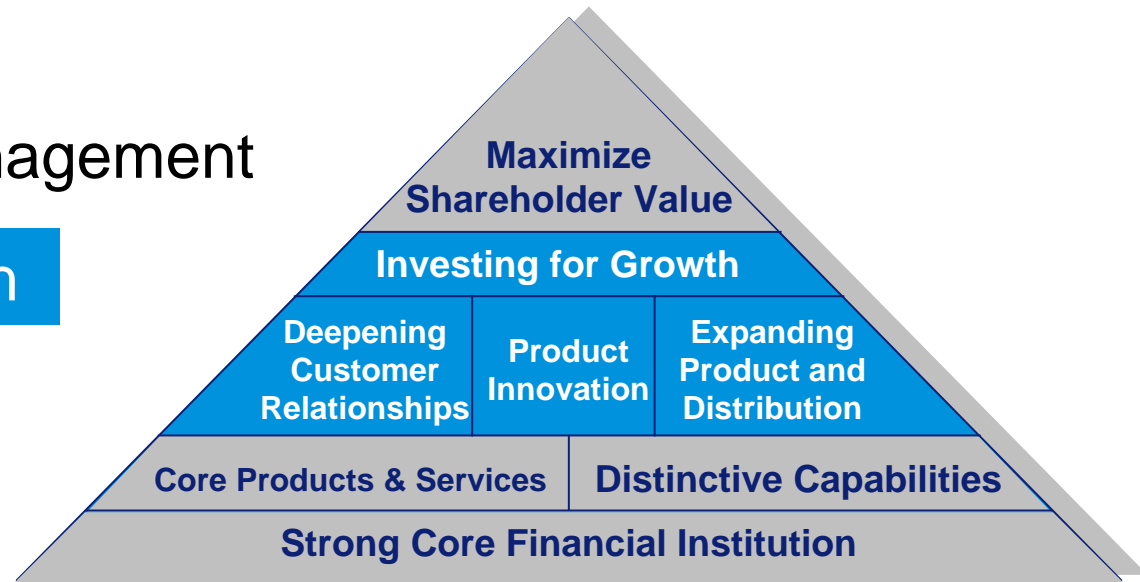 Maximize
Shareholder Value
Investing for Growth
Deepening
Customer
Relationships
Product
Innovation
Expanding
Product and
Distribution
Core Products & Services
Distinctive Capabilities
Strong Core Financial Institution